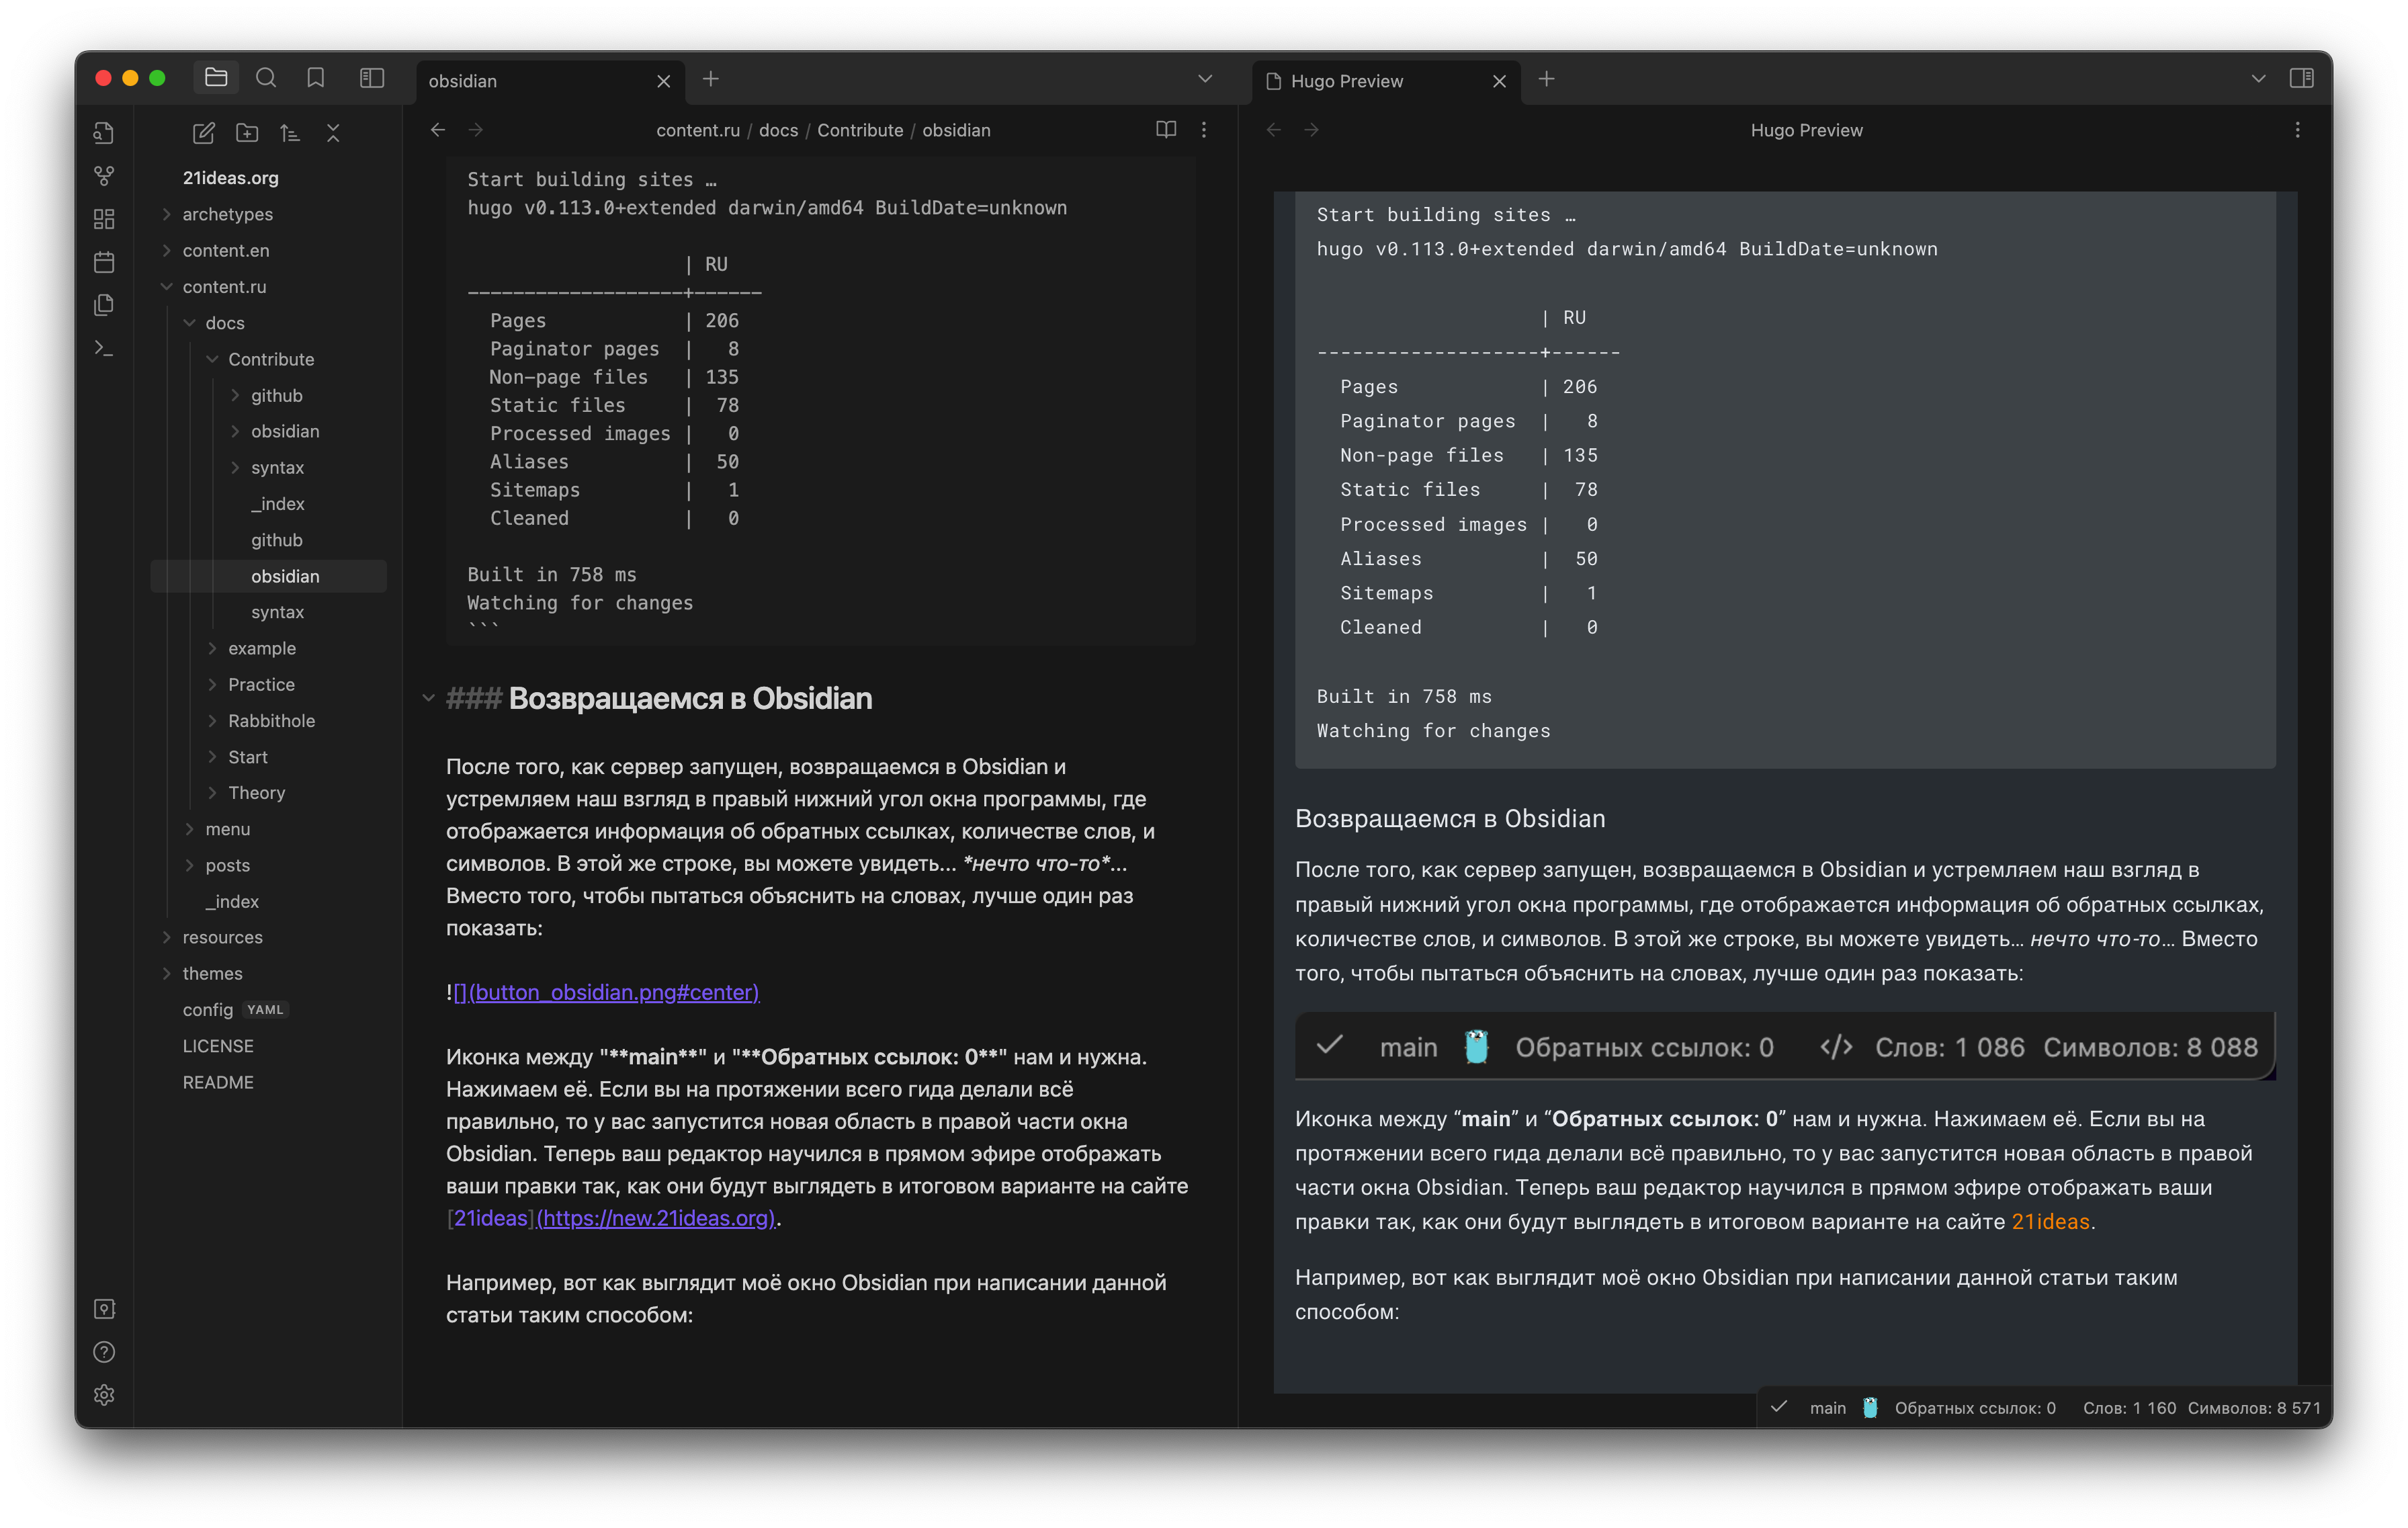 obsidian
Hugo Preview
content.ru / docs / Contribute / obsidian
Hugo Preview
21ideas.org
archetypes
content.en
content.ru
docs
Contribute
github
obsidian
syntax
_index
github
obsidian
syntax
example
Practice
Rabbithole
Start
Theory
menu
posts
_index
resources
themes
config YAML
LICENSE
README
Start building sites …
hugo v0.113.0+extended darwin/amd64 BuildDate=unknown
                   | RU
-------------------+------
  Pages            | 206
  Paginator pages  |   8
  Non-page files   | 135
  Static files     |  78
  Processed images |   0
  Aliases          |  50
  Sitemaps         |   1
  Cleaned          |   0
Built in 758 ms
Watching for changes
```
### Возвращаемся в Obsidian
После того, как сервер запущен, возвращаемся в Obsidian и
устремляем наш взгляд в правый нижний угол окна программы, где
отображается информация об обратных ссылках, количестве слов, и
символов. В этой же строке, вы можете увидеть... *нечто что-то*...
Вместо того, чтобы пытаться объяснить на словах, лучше один раз
показать:
![](button_obsidian.png#center)
Иконка между "**main**" и "**Обратных ссылок: 0**" нам и нужна.
Нажимаем её. Если вы на протяжении всего гида делали всё
правильно, то у вас запустится новая область в правой части окна
Obsidian. Теперь ваш редактор научился в прямом эфире отображать
ваши правки так, как они будут выглядеть в итоговом варианте на сайте
[21ideas](https://new.21ideas.org).
Например, вот как выглядит моё окно Obsidian при написании данной
статьи таким способом:
Start building sites …
hugo v0.113.0+extended darwin/amd64 BuildDate=unknown
                   | RU
-------------------+------
  Pages            | 206
  Paginator pages  |   8
  Non-page files   | 135
  Static files     |  78
  Processed images |   0
  Aliases          |  50
  Sitemaps         |   1
  Cleaned          |   0
Built in 758 ms
Watching for changes
Возвращаемся в Obsidian
После того, как сервер запущен, возвращаемся в Obsidian и устремляем наш взгляд в
правый нижний угол окна программы, где отображается информация об обратных ссылках,
количестве слов, и символов. В этой же строке, вы можете увидеть… нечто что-то… Вместо
того, чтобы пытаться объяснить на словах, лучше один раз показать:
main Обратных ссылок: 0 </> Слов: 1 086 Символов: 8 088
Иконка между “main” и “Обратных ссылок: 0” нам и нужна. Нажимаем её. Если вы на
протяжении всего гида делали всё правильно, то у вас запустится новая область в правой
части окна Obsidian. Теперь ваш редактор научился в прямом эфире отображать ваши
правки так, как они будут выглядеть в итоговом варианте на сайте 21ideas.
Например, вот как выглядит моё окно Obsidian при написании данной статьи таким
способом:
main Обратных ссылок: 0 Слов: 1 160 Символов: 8 571